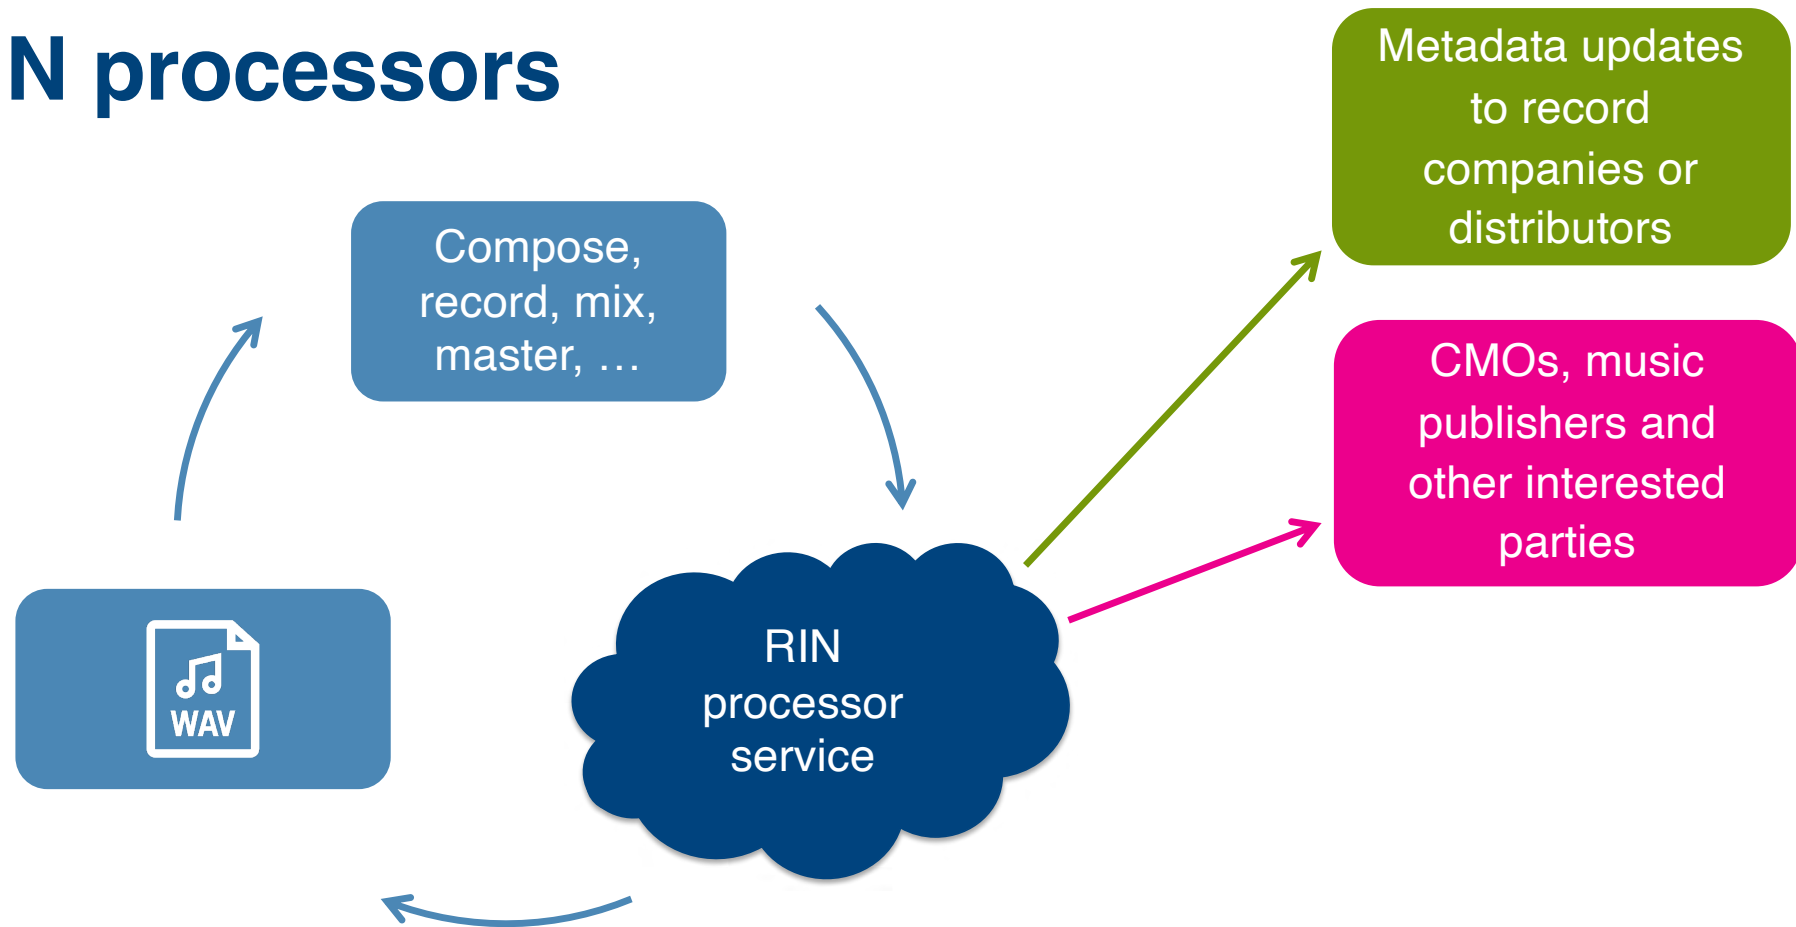 N processors
Compose,
record, mix,
master, …
WAV
RIN
processor
service
Metadata updates
to record
companies or
distributors
CMOs, music
publishers and
other interested
parties